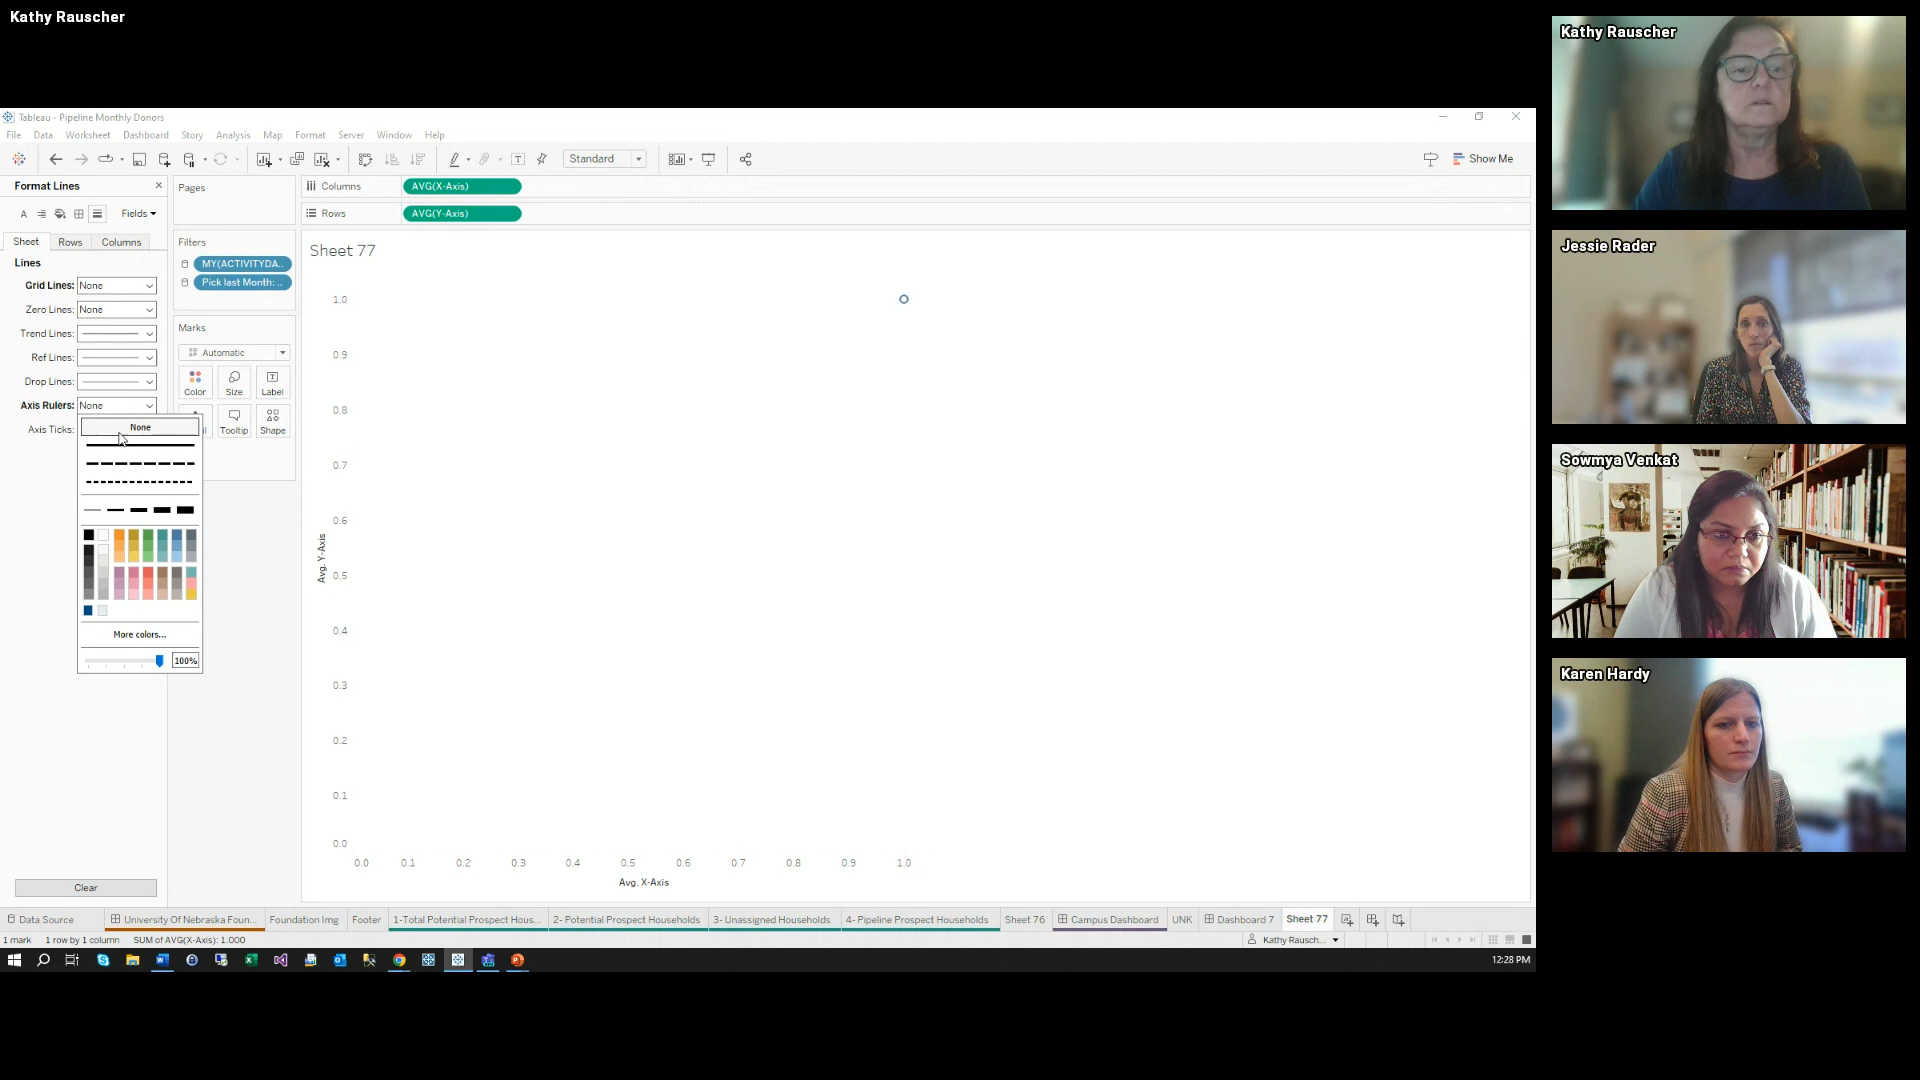 Kathy Rauscher
Tableau - Pipeline Monthly Donors
File Data Worksheet Dashboard Story Analysis Map Format Server Window Help
Standard
Show Me
Format Lines
Fields
Sheet Rows Columns
Lines
Grid Lines: None
Zero Lines: None
Trend Lines:
Ref Lines:
Drop Lines:
Axis Rulers: None
Axis Ticks:
None
More colors...
100%
Clear
Pages
Filters
MY(ACTIVITYDA..
Pick last Month: ..
Marks
Automatic
Color Size Label
il Tooltip Shape
Columns AVG(X-Axis)
Rows AVG(Y-Axis)
Sheet 77
1.0
0.9
0.8
0.7
0.6
0.5
0.4
0.3
0.2
0.1
0.0
Avg. Y-Axis
0.0 0.1 0.2 0.3 0.4 0.5 0.6 0.7 0.8 0.9 1.0
Avg. X-Axis
Data Source University Of Nebraska Foun... Foundation Img Footer 1-Total Potential Prospect Hous... 2- Potential Prospect Households 3- Unassigned Households 4- Pipeline Prospect Households Sheet 76 Campus Dashboard UNK Dashboard 7 Sheet 77
1 mark 1 row by 1 column SUM of AVG(X-Axis): 1.000
Kathy Rausch...
12:28 PM
Kathy Rauscher
Jessie Rader
Sowmya Venkat
Karen Hardy